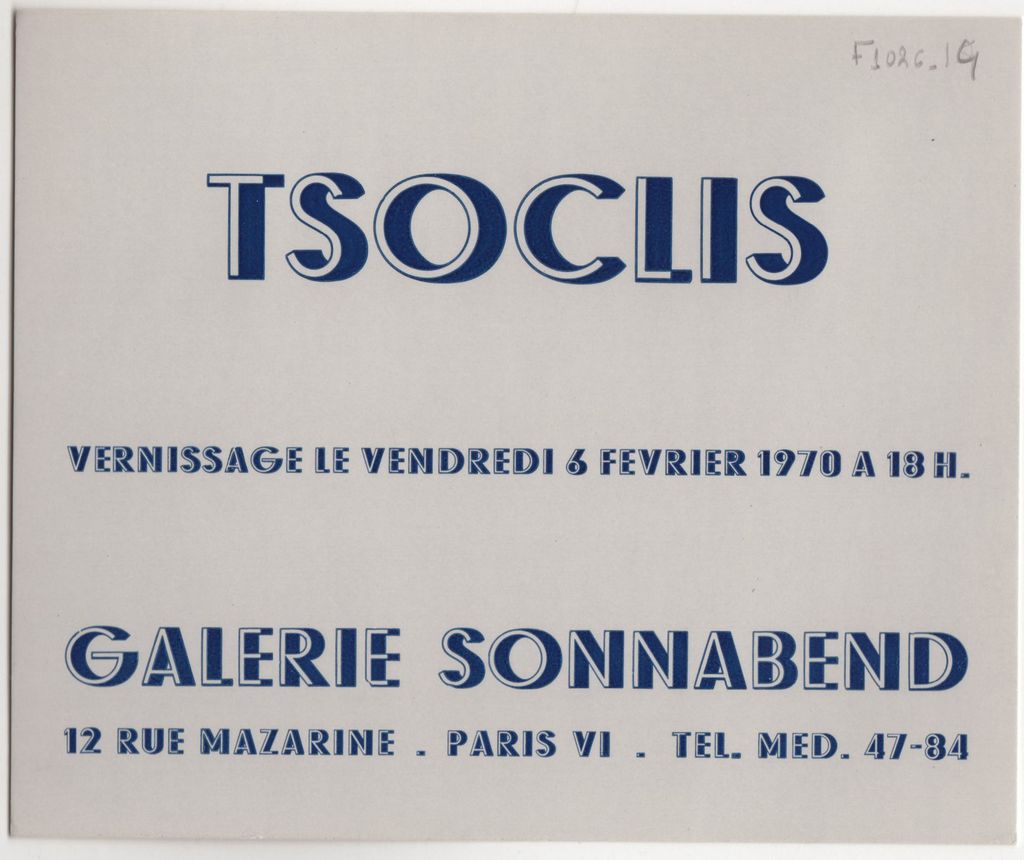 F1026.1G
TSOCLIS
VERNISSAGE LE VENDREDI 6 FEVRIER 1970 A 18 H.
GALERIE SONNABEND
12 RUE MAZARINE . PARIS VI . TEL. MED. 47-84